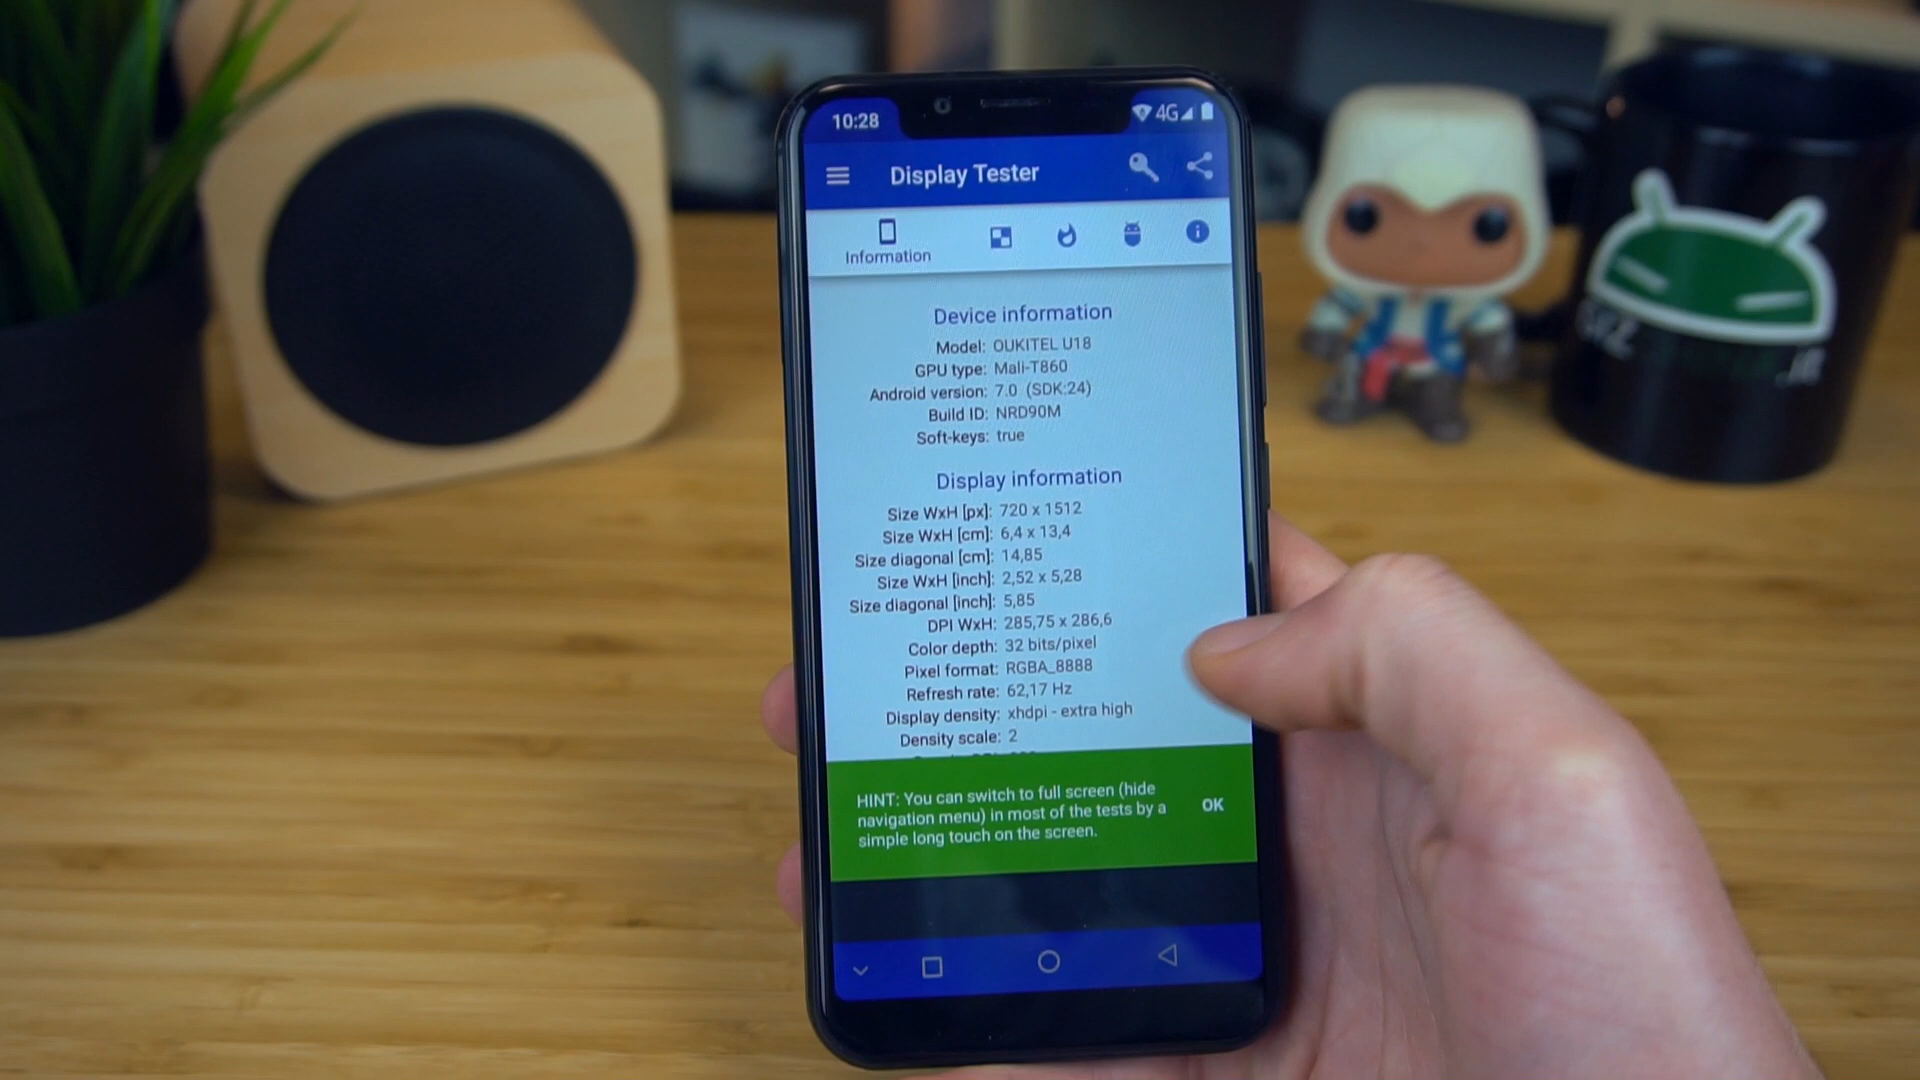 10:28
4G
Display Tester
Information
Device information
Model: OUKITEL U18
GPU type: Mali-T860
Android version: 7.0 (SDK:24)
Build ID: NRD90M
Soft-keys: true
Display information
Size WxH [px]: 720 x 1512
Size WxH [cm]: 6,4 x 13,4
Size diagonal [cm]: 14,85
Size WxH [inch]: 2,52 x 5,28
Size diagonal [inch]: 5,85
DPI WxH: 285,75 x 286,6
Color depth: 32 bits/pixel
Pixel format: RGBA_8888
Refresh rate: 62,17 Hz
Display density: xhdpi - extra high
Density scale: 2
HINT: You can switch to full screen (hide
navigation menu) in most of the tests by a
simple long touch on the screen.
OK